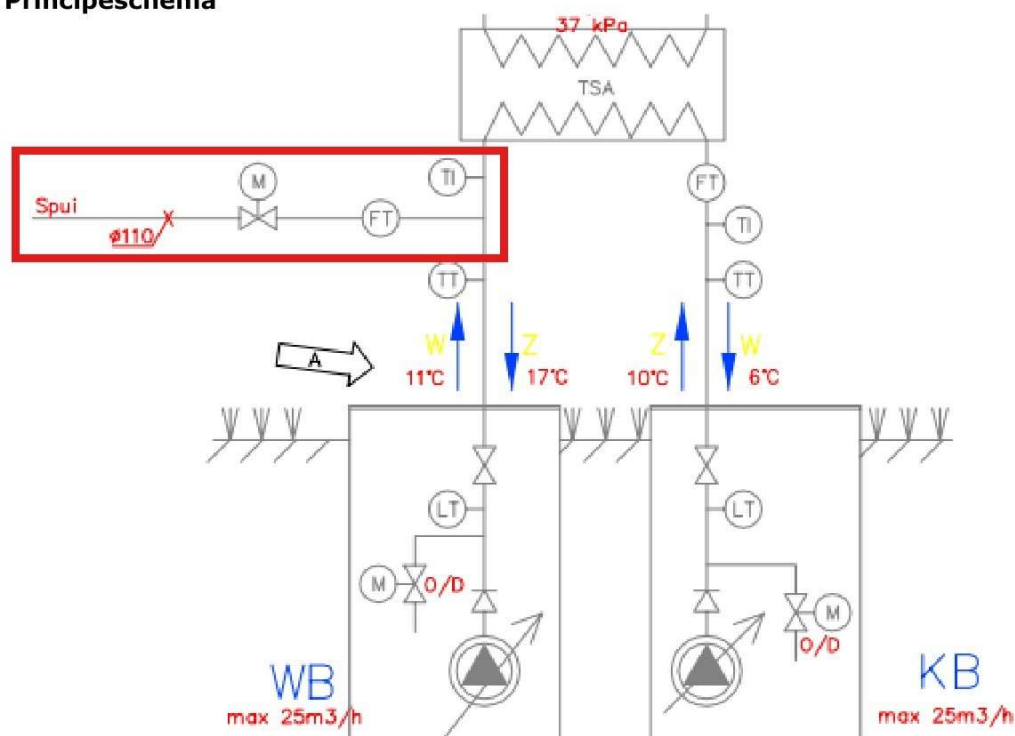 Principeschema
37 kPa
TSA
M
TI
Spui
FT
FT
ø110
TI
TT
TT
W
Z
Z
W
A
11°C
17°C
10°C
6°C
LT
LT
M
O/D
M
O/D
WB
KB
max 25m3/h
max 25m3/h